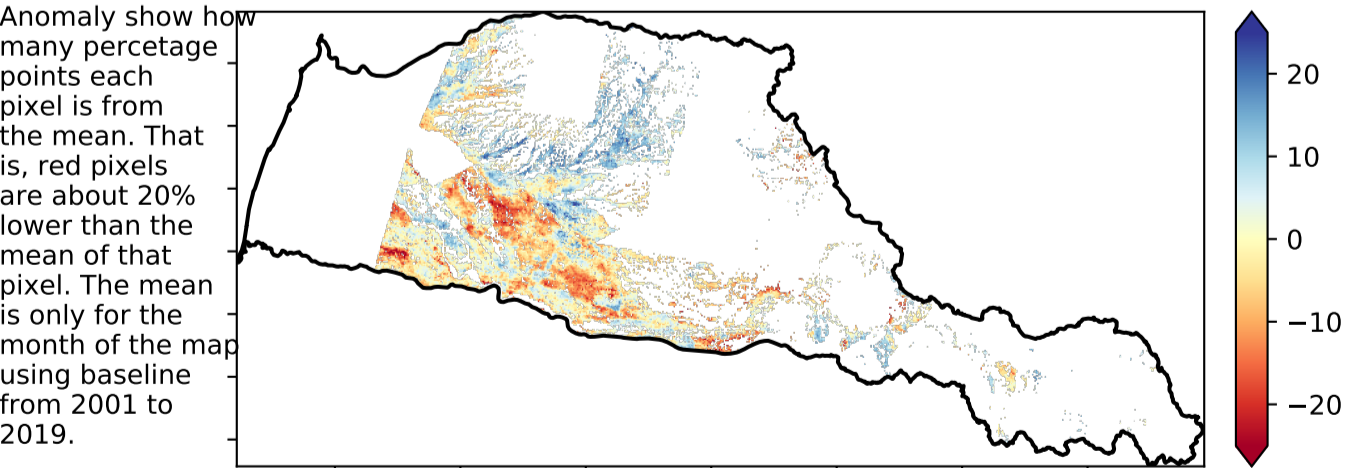 Anomaly show how
many percetage
points each
pixel is from
the mean. That
is, red pixels
are about 20%
lower than the
mean of that
pixel. The mean
is only for the
month of the map
using baseline
from 2001 to
2019.
20
10
0
−10
−20